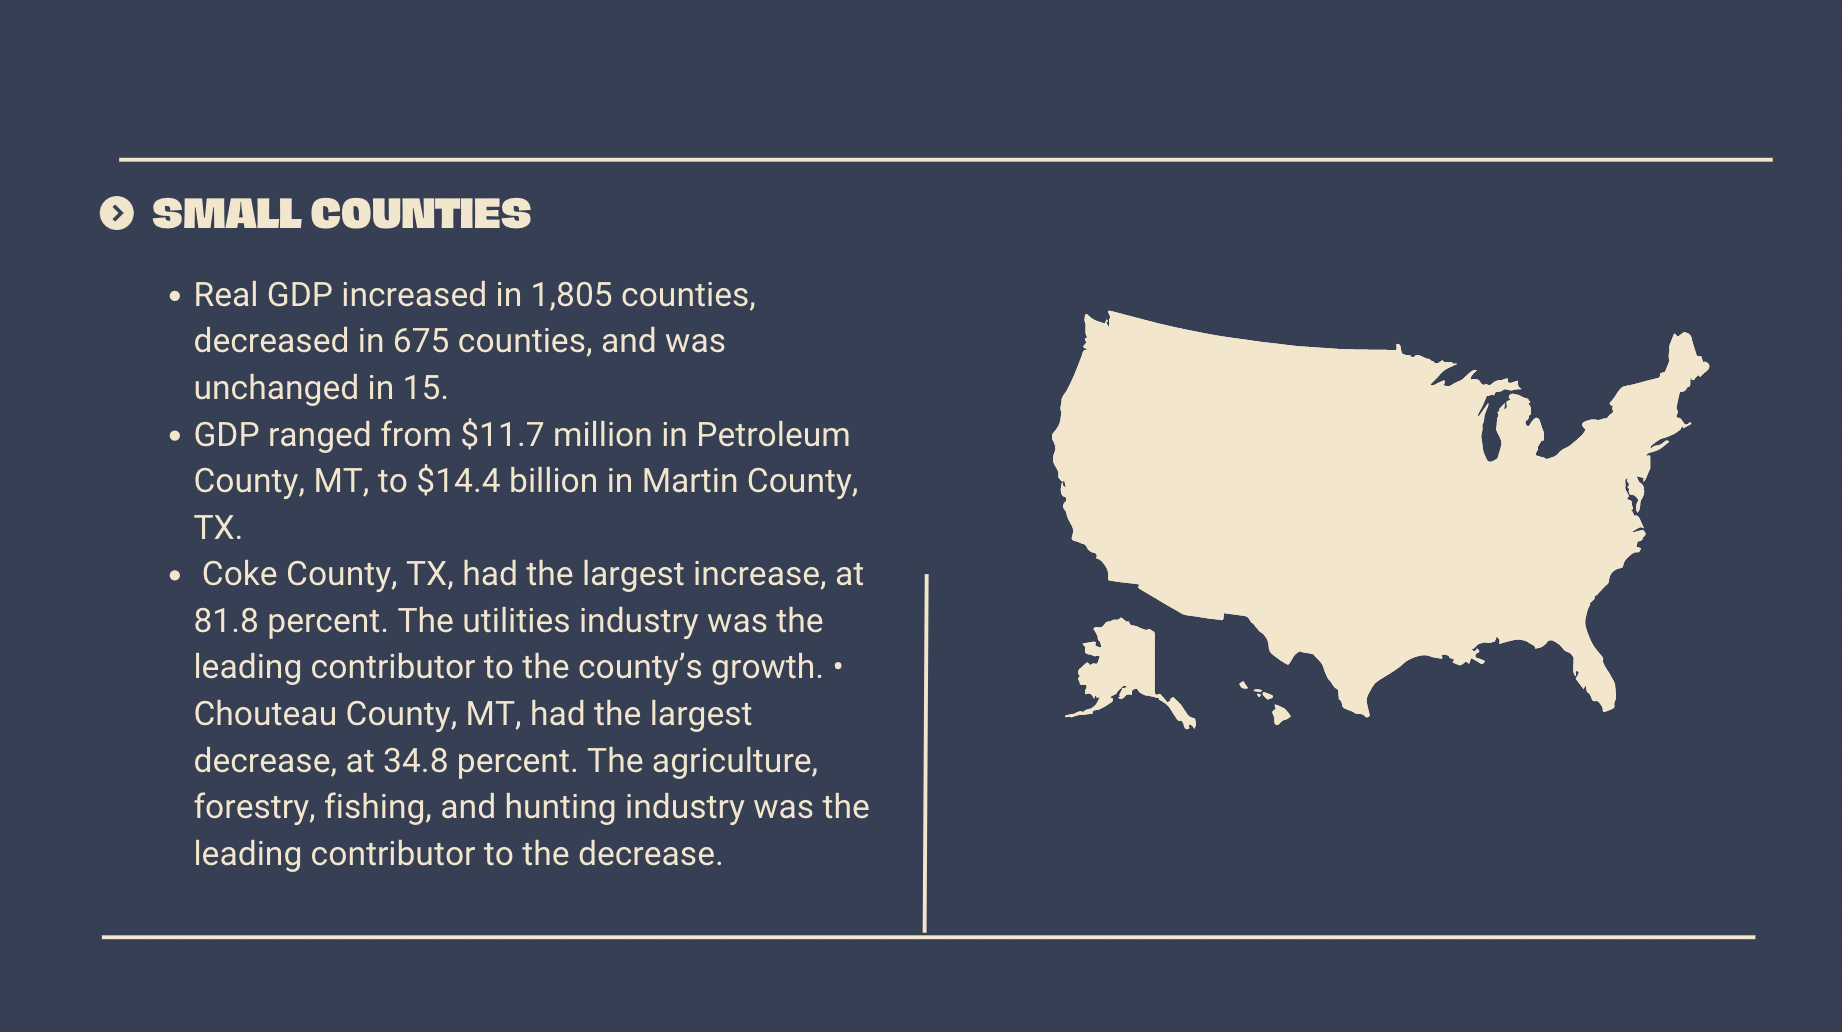 SMALL COUNTIES
• Real GDP increased in 1,805 counties,
decreased in 675 counties, and was
unchanged in 15.
• GDP ranged from $11.7 million in Petroleum
County, MT, to $14.4 billion in Martin County,
TX.
• Coke County, TX, had the largest increase, at
81.8 percent. The utilities industry was the
leading contributor to the county’s growth. •
Chouteau County, MT, had the largest
decrease, at 34.8 percent. The agriculture,
forestry, fishing, and hunting industry was the
leading contributor to the decrease.